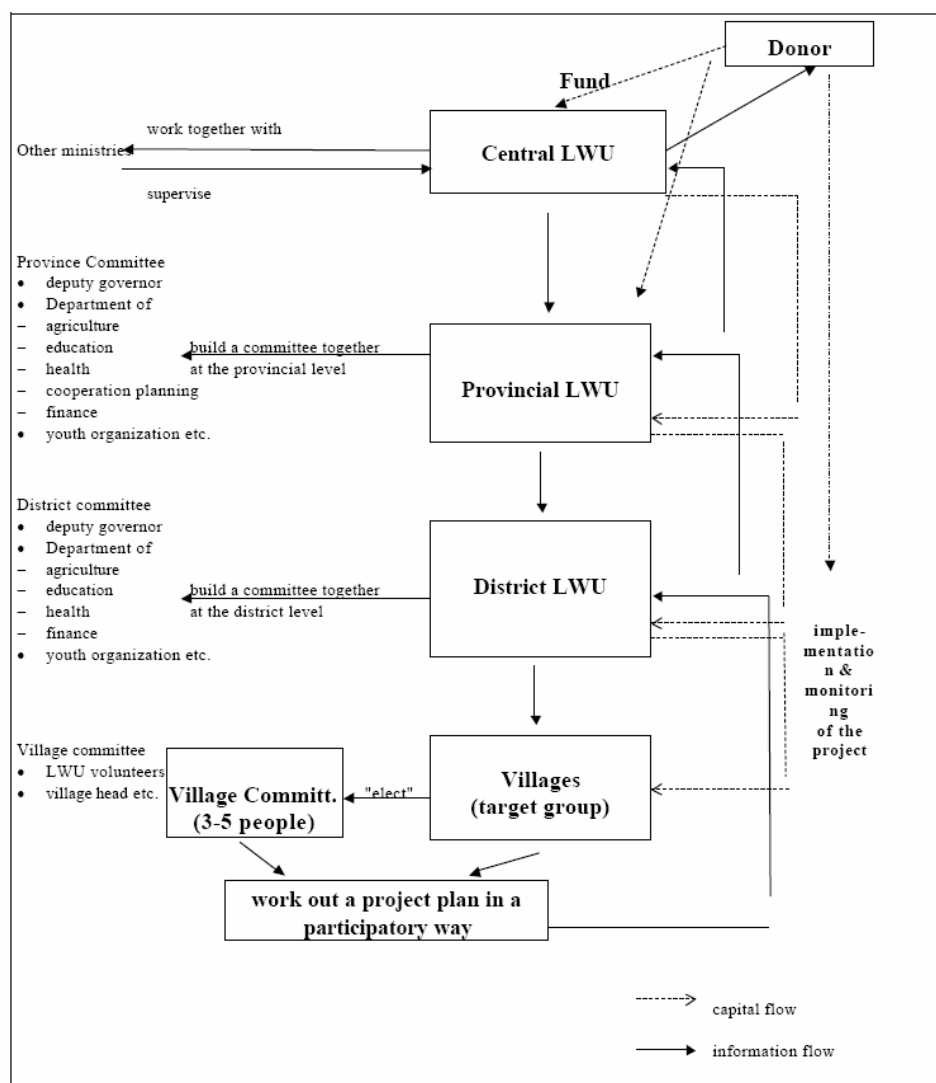 Donor
Fund
work together with
Central LWU
Other ministries
supervise
Province Committee
• deputy governor
• Department of
– agriculture
– education
– health
– cooperation planning
– finance
• youth organization etc.
build a committee together
at the provincial level
Provincial LWU
District committee
• deputy governor
• Department of
– agriculture
– education
– health
– finance
• youth organization etc.
build a committee together
at the district level
District LWU
imple-
mentatio
n &
monitori
ng
of the
project
Village committee
• LWU volunteers
• village head etc.
Village Committ.
(3-5 people)
"elect"
Villages
(target group)
work out a project plan in a
participatory way
capital flow
information flow